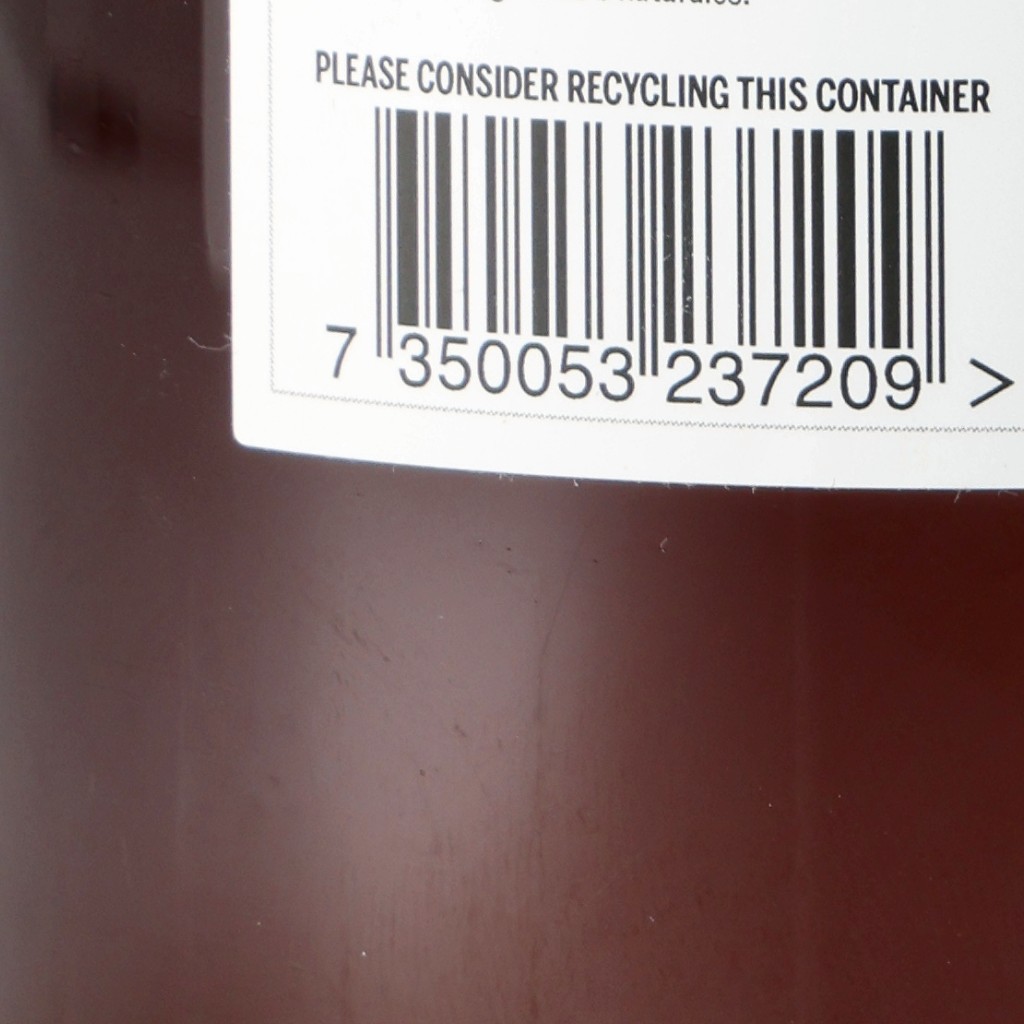 PLEASE CONSIDER RECYCLING THIS CONTAINER
7 350053 237209 >